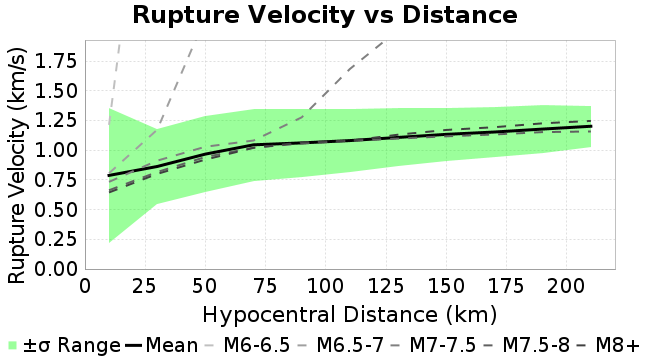 Rupture Velocity vs Distance
Rupture Velocity (km/s)
1.75
1.50
1.25
1.00
0.75
0.50
0.25
0.00
0 25 50 75 100 125 150 175 200
Hypocentral Distance (km)
±σ Range Mean M6-6.5 M6.5-7 M7-7.5 M7.5-8 M8+